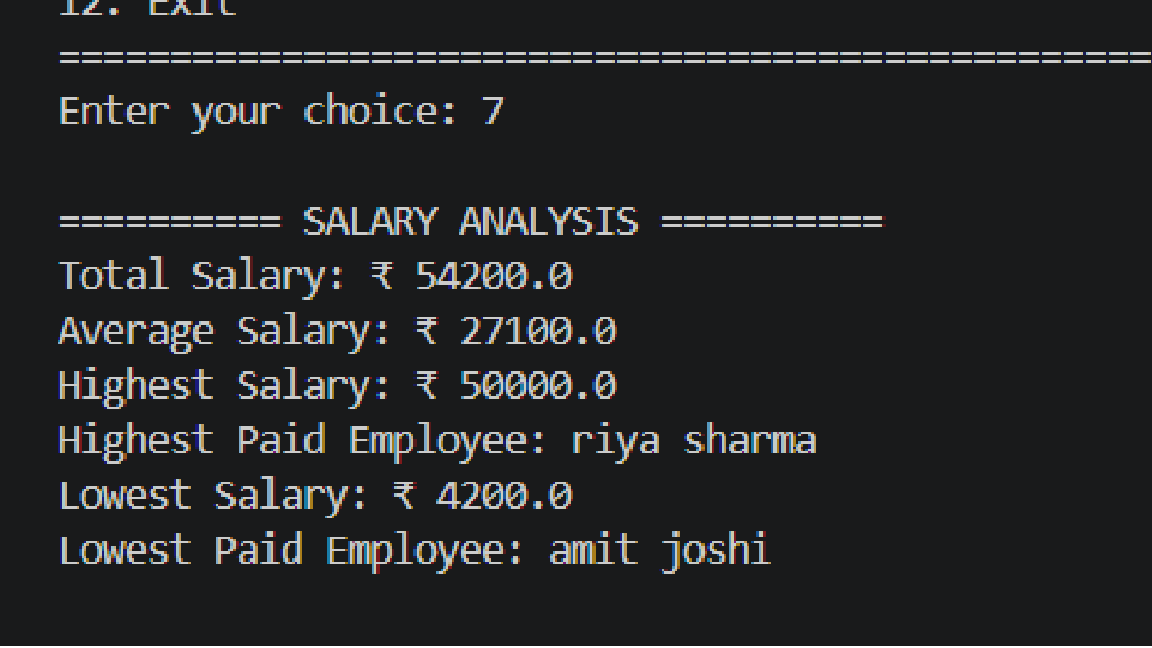 12. Exit
==================================================
Enter your choice: 7
========== SALARY ANALYSIS ==========
Total Salary: ₹ 54200.0
Average Salary: ₹ 27100.0
Highest Salary: ₹ 50000.0
Highest Paid Employee: riya sharma
Lowest Salary: ₹ 4200.0
Lowest Paid Employee: amit joshi